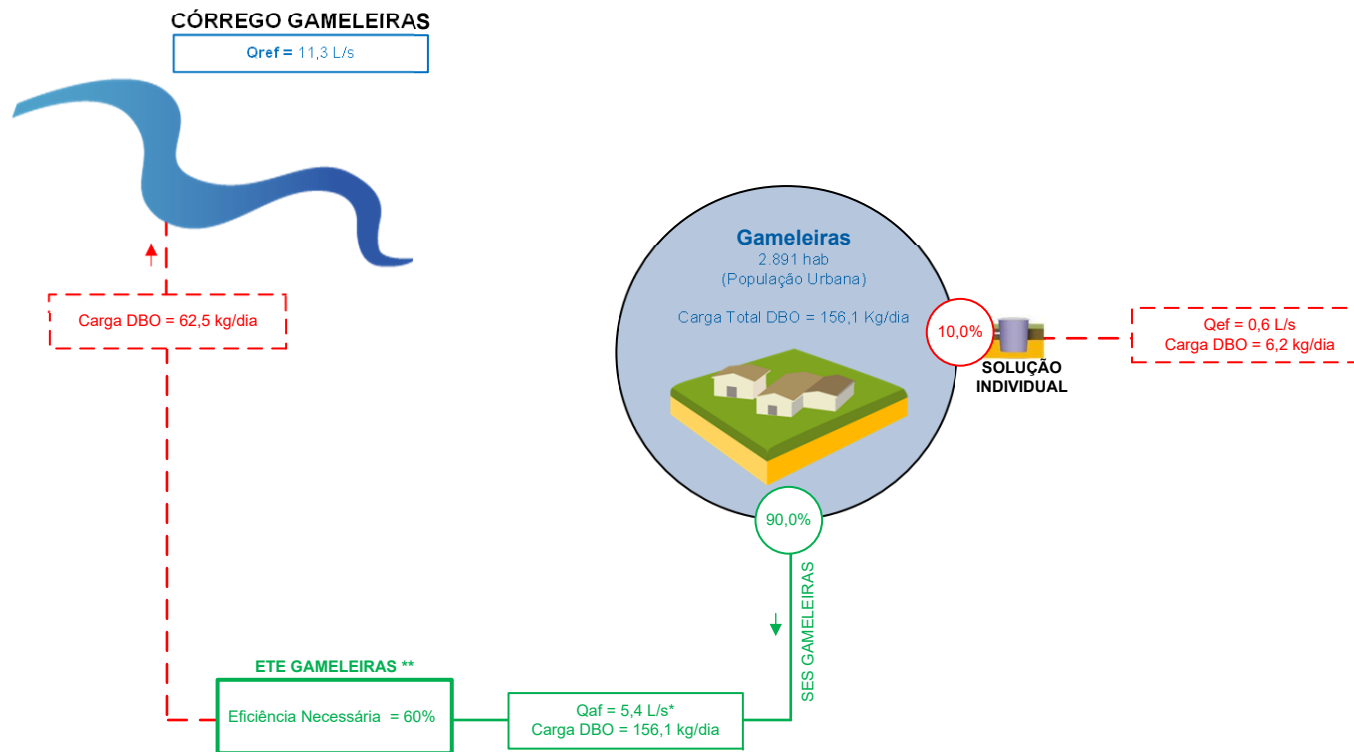 CÓRREGO GAMELEIRAS
Qref = 11,3 L/s
Carga DBO = 62,5 kg/dia
Gameleiras
2.891 hab
(População Urbana)
Carga Total DBO = 156,1 Kg/dia
10,0%
SOLUÇÃO
INDIVIDUAL
Qef = 0,6 L/s
Carga DBO = 6,2 kg/dia
90,0%
SES GAMELEIRAS
ETE GAMELEIRAS **
Eficiência Necessária = 60%
Qaf = 5,4 L/s*
Carga DBO = 156,1 kg/dia